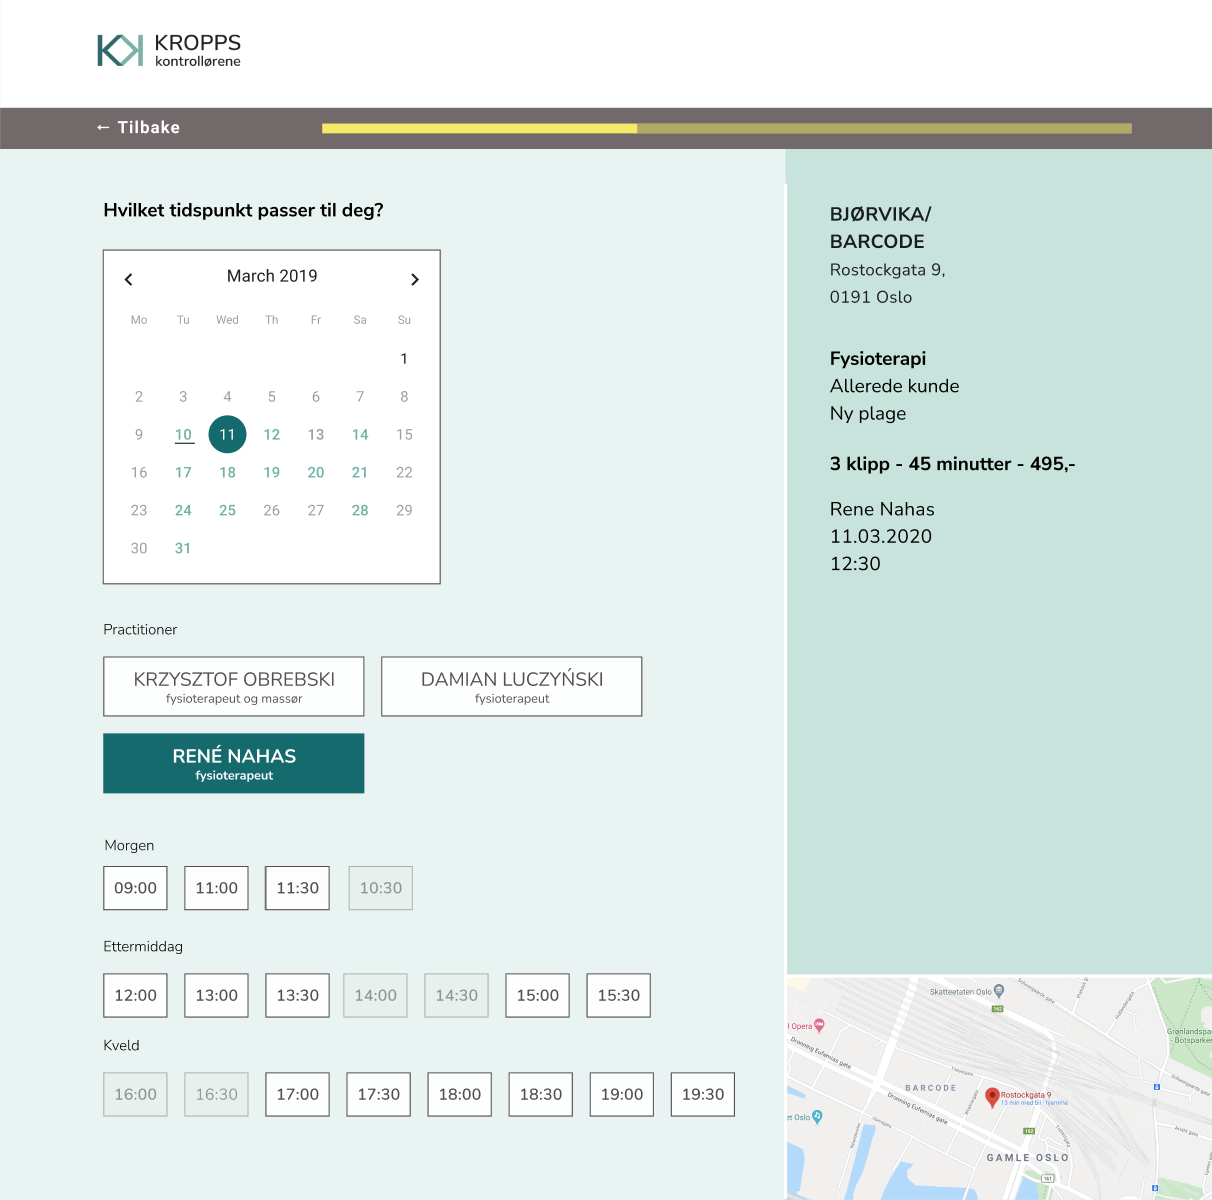 KROPPS
kontrollørene
← Tilbake
Hvilket tidspunkt passer til deg?
March 2019
Mo Tu Wed Th Fr Sa Su
1
2 3 4 5 6 7 8
9 10 11 12 13 14 15
16 17 18 19 20 21 22
23 24 25 26 27 28 29
30 31
Practitioner
KRZYSZTOF OBREBSKI
fysioterapeut og massør
DAMIAN LUCZYŃSKI
fysioterapeut
RENÉ NAHAS
fysioterapeut
Morgen
09:00 11:00 11:30 10:30
Ettermiddag
12:00 13:00 13:30 14:00 14:30 15:00 15:30
Kveld
16:00 16:30 17:00 17:30 18:00 18:30 19:00 19:30
BJØRVIKA/
BARCODE
Rostockgata 9,
0191 Oslo
Fysioterapi
Allerede kunde
Ny plage
3 klipp - 45 minutter - 495,-
Rene Nahas
11.03.2020
12:30
Skatteetaten Oslo
162
Opera
Grønlandspa
- Botsparken
Dronning Eufemias gate
BARCODE
Rostockgata 9
13 min med bil - hjemme
Dronning Eufemias gate
et Oslo
162
GAMLE OSLO
161